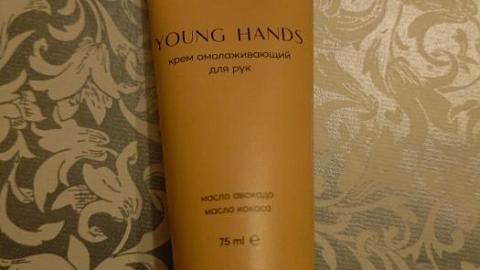 YOUNG HANDS
крем омолаживающий
для рук
масло авокадо
масло кокоса
75 ml e